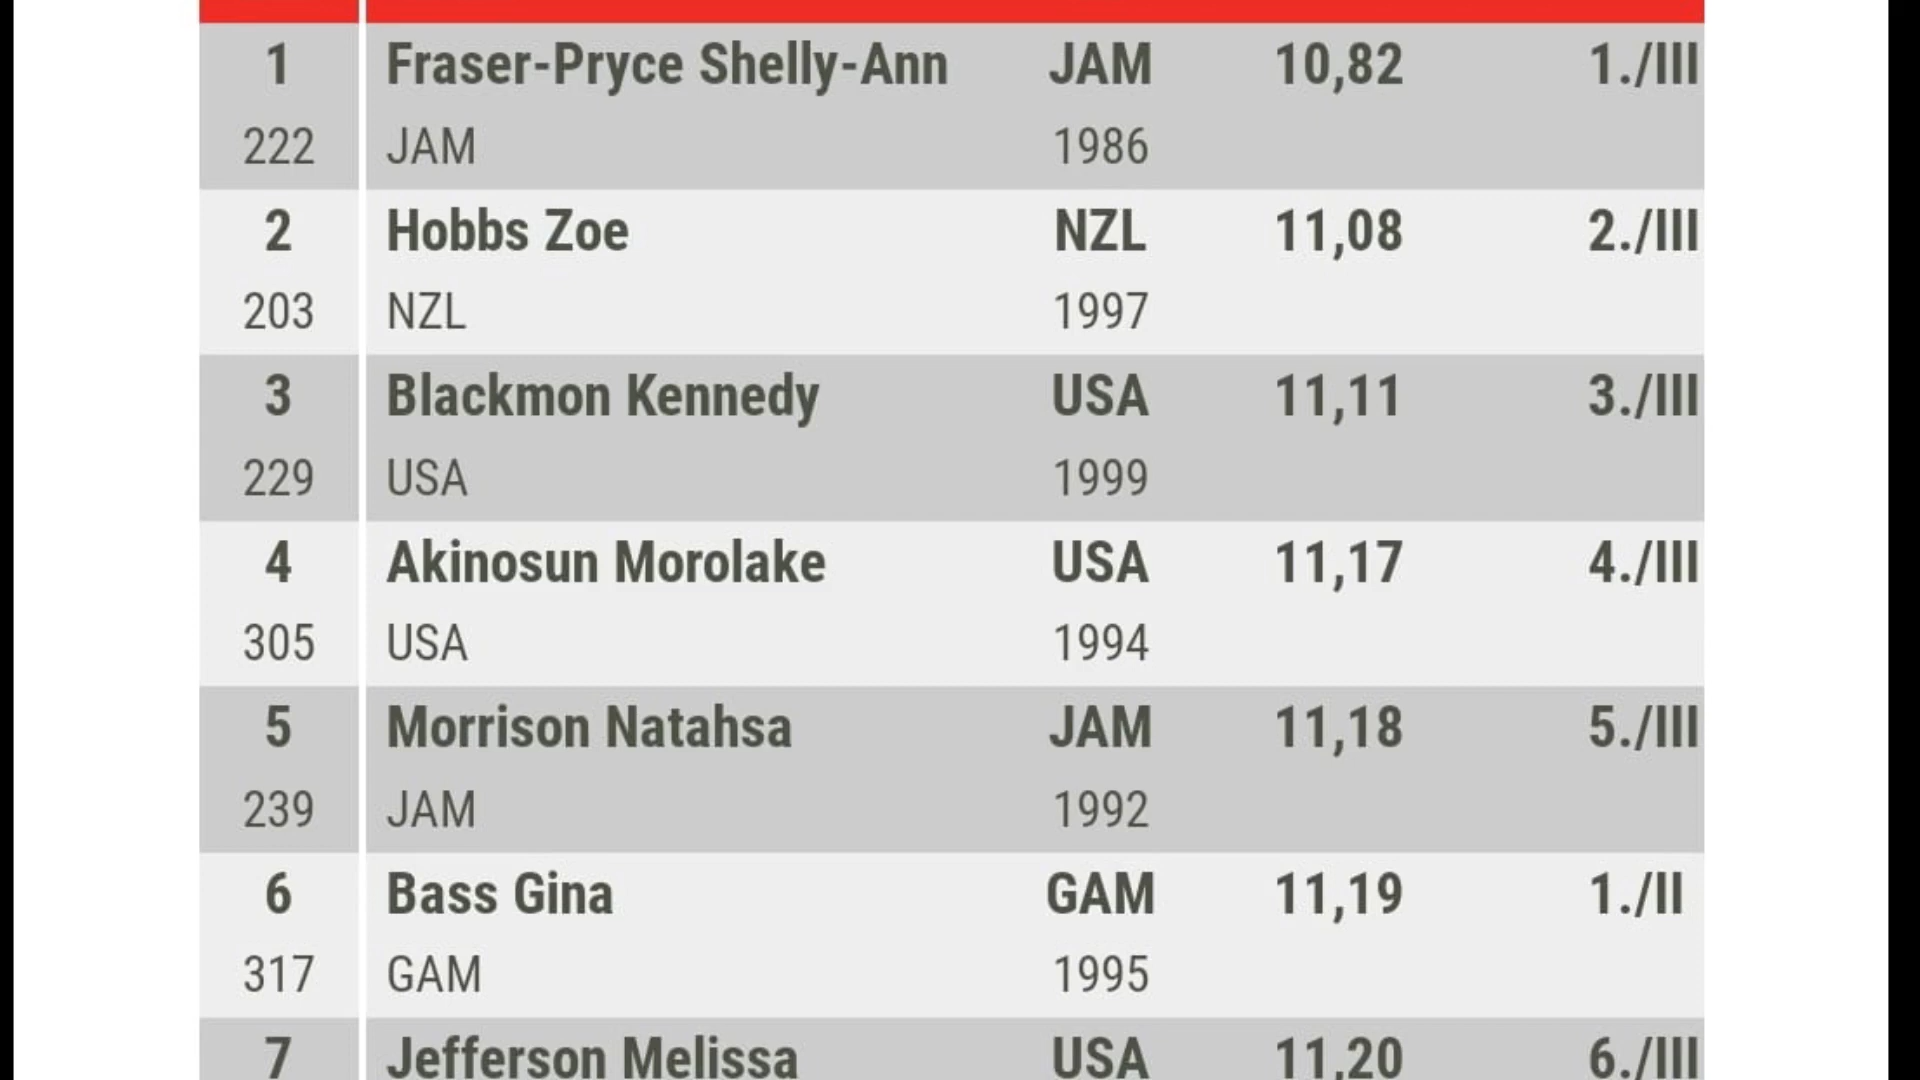 1 Fraser-Pryce Shelly-Ann JAM 10,82 1./III
222 JAM 1986
2 Hobbs Zoe NZL 11,08 2./III
203 NZL 1997
3 Blackmon Kennedy USA 11,11 3./III
229 USA 1999
4 Akinosun Morolake USA 11,17 4./III
305 USA 1994
5 Morrison Natahsa JAM 11,18 5./III
239 JAM 1992
6 Bass Gina GAM 11,19 1./II
317 GAM 1995
7 Jefferson Melissa USA 11,20 6./III